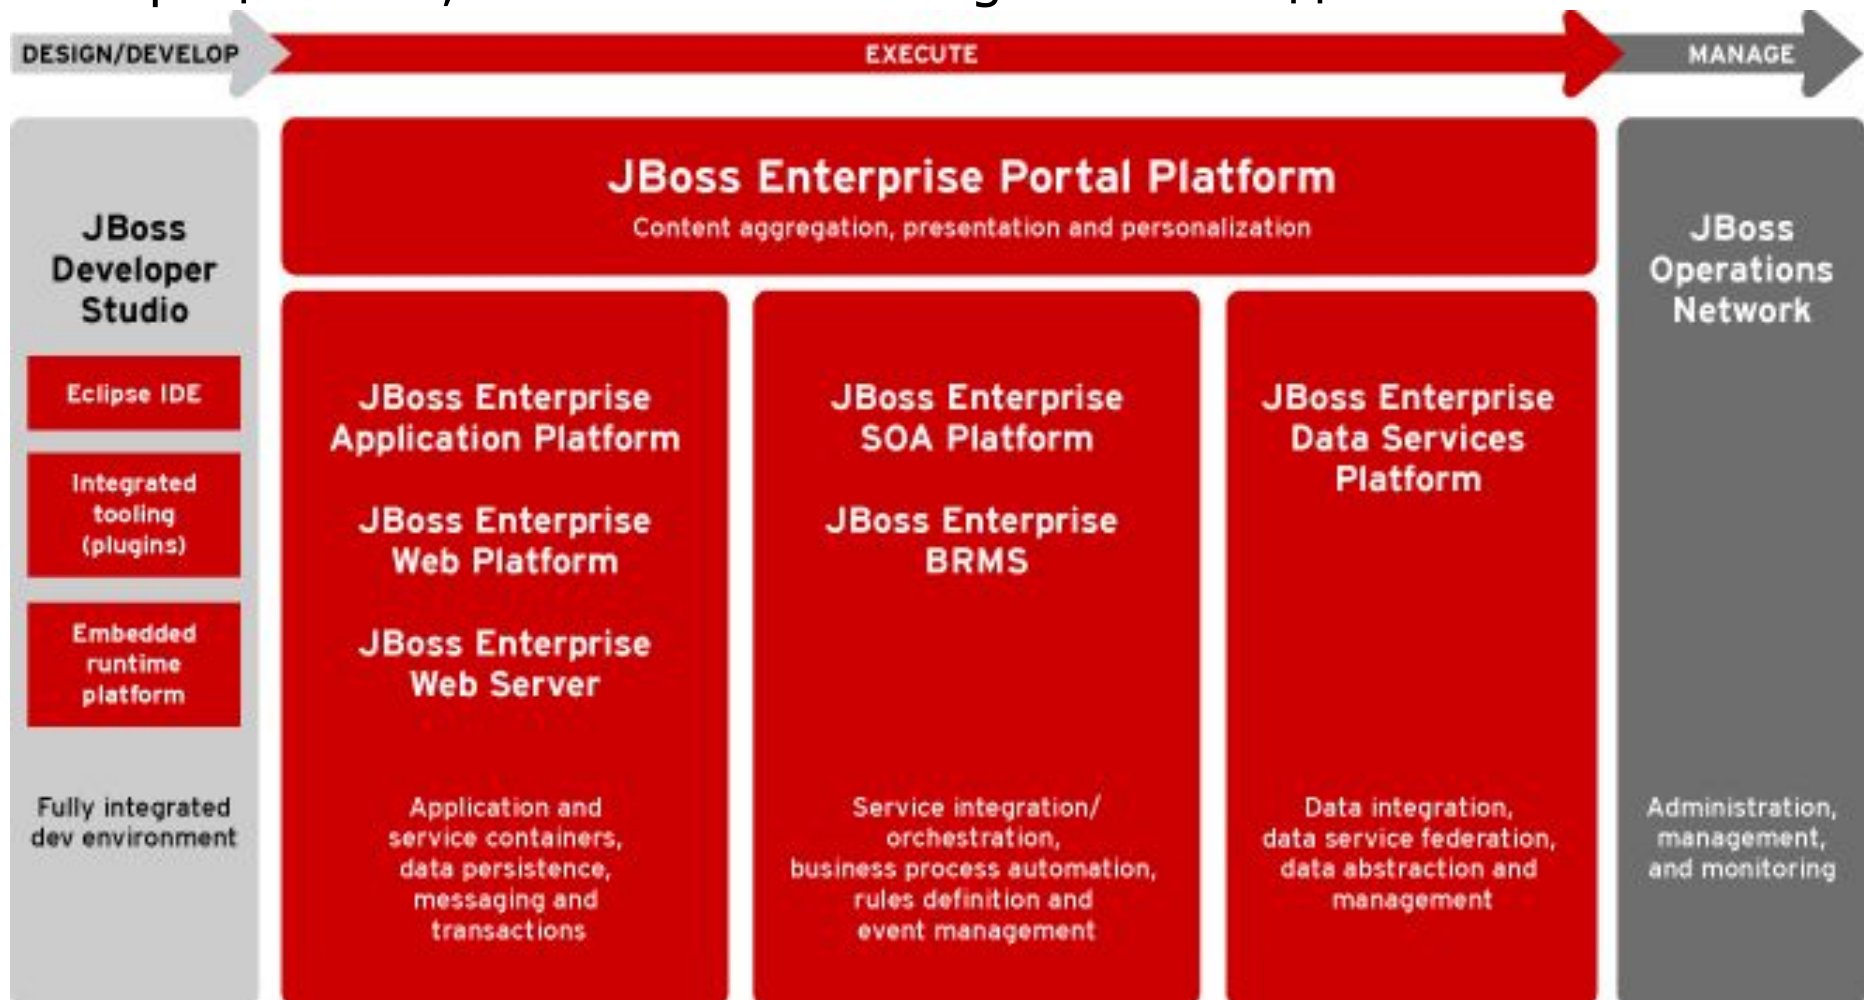 DESIGN/DEVELOP
EXECUTE
MANAGE
JBoss
Developer
Studio
Eclipse IDE
Integrated
tooling
(plugins)
Embedded
runtime
platform
Fully integrated
dev environment
JBoss Enterprise Portal Platform
Content aggregation, presentation and personalization
JBoss Enterprise
Application Platform
JBoss Enterprise
Web Platform
JBoss Enterprise
Web Server
Application and
service containers,
data persistence,
messaging and
transactions
JBoss Enterprise
SOA Platform
JBoss Enterprise
BRMS
Service integration/
orchestration,
business process automation,
rules definition and
event management
JBoss Enterprise
Data Services
Platform
Data integration,
data service federation,
data abstraction and
management
JBoss
Operations
Network
Administration,
management,
and monitoring